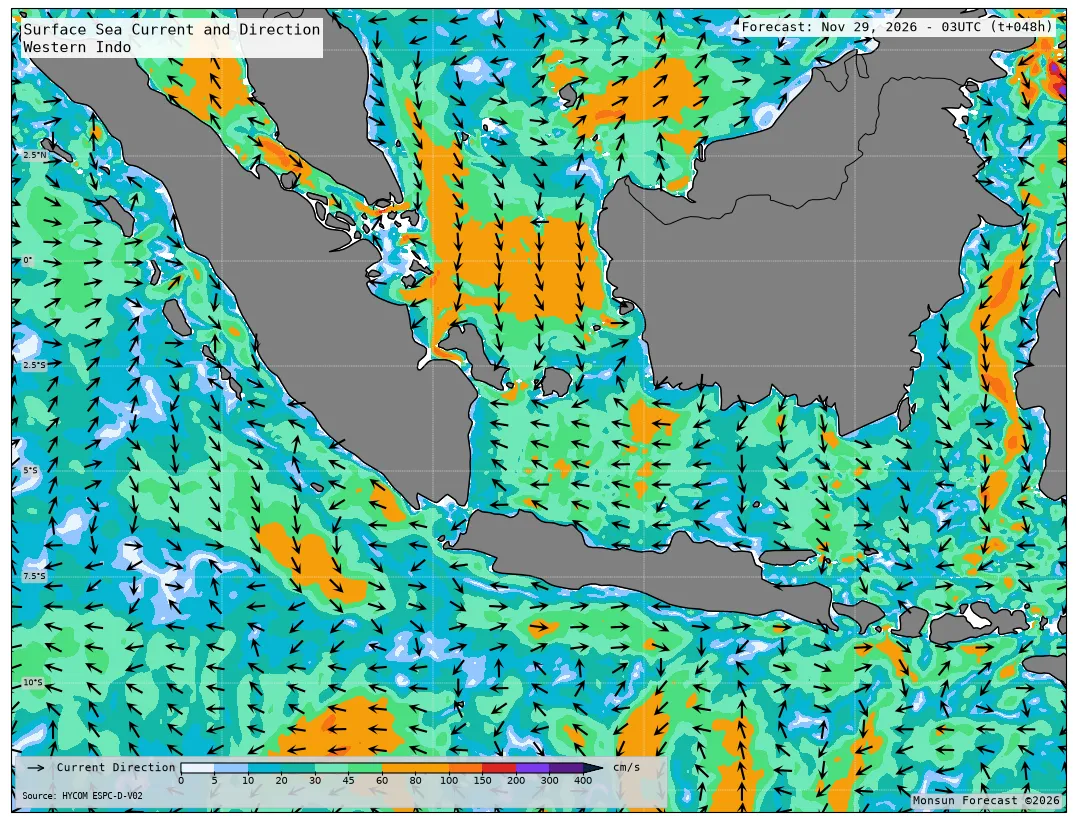 Surface Sea Current and Direction
Western Indo
Forecast: Nov 29, 2026 - 03UTC (t+048h)
2.5°N
0°
2.5°S
5°S
7.5°S
10°S
Current Direction
0 5 10 20 30 45 60 80 100 150 200 300 400 cm/s
Source: HYCOM ESPC-D-V02
Monsun Forecast ©2026